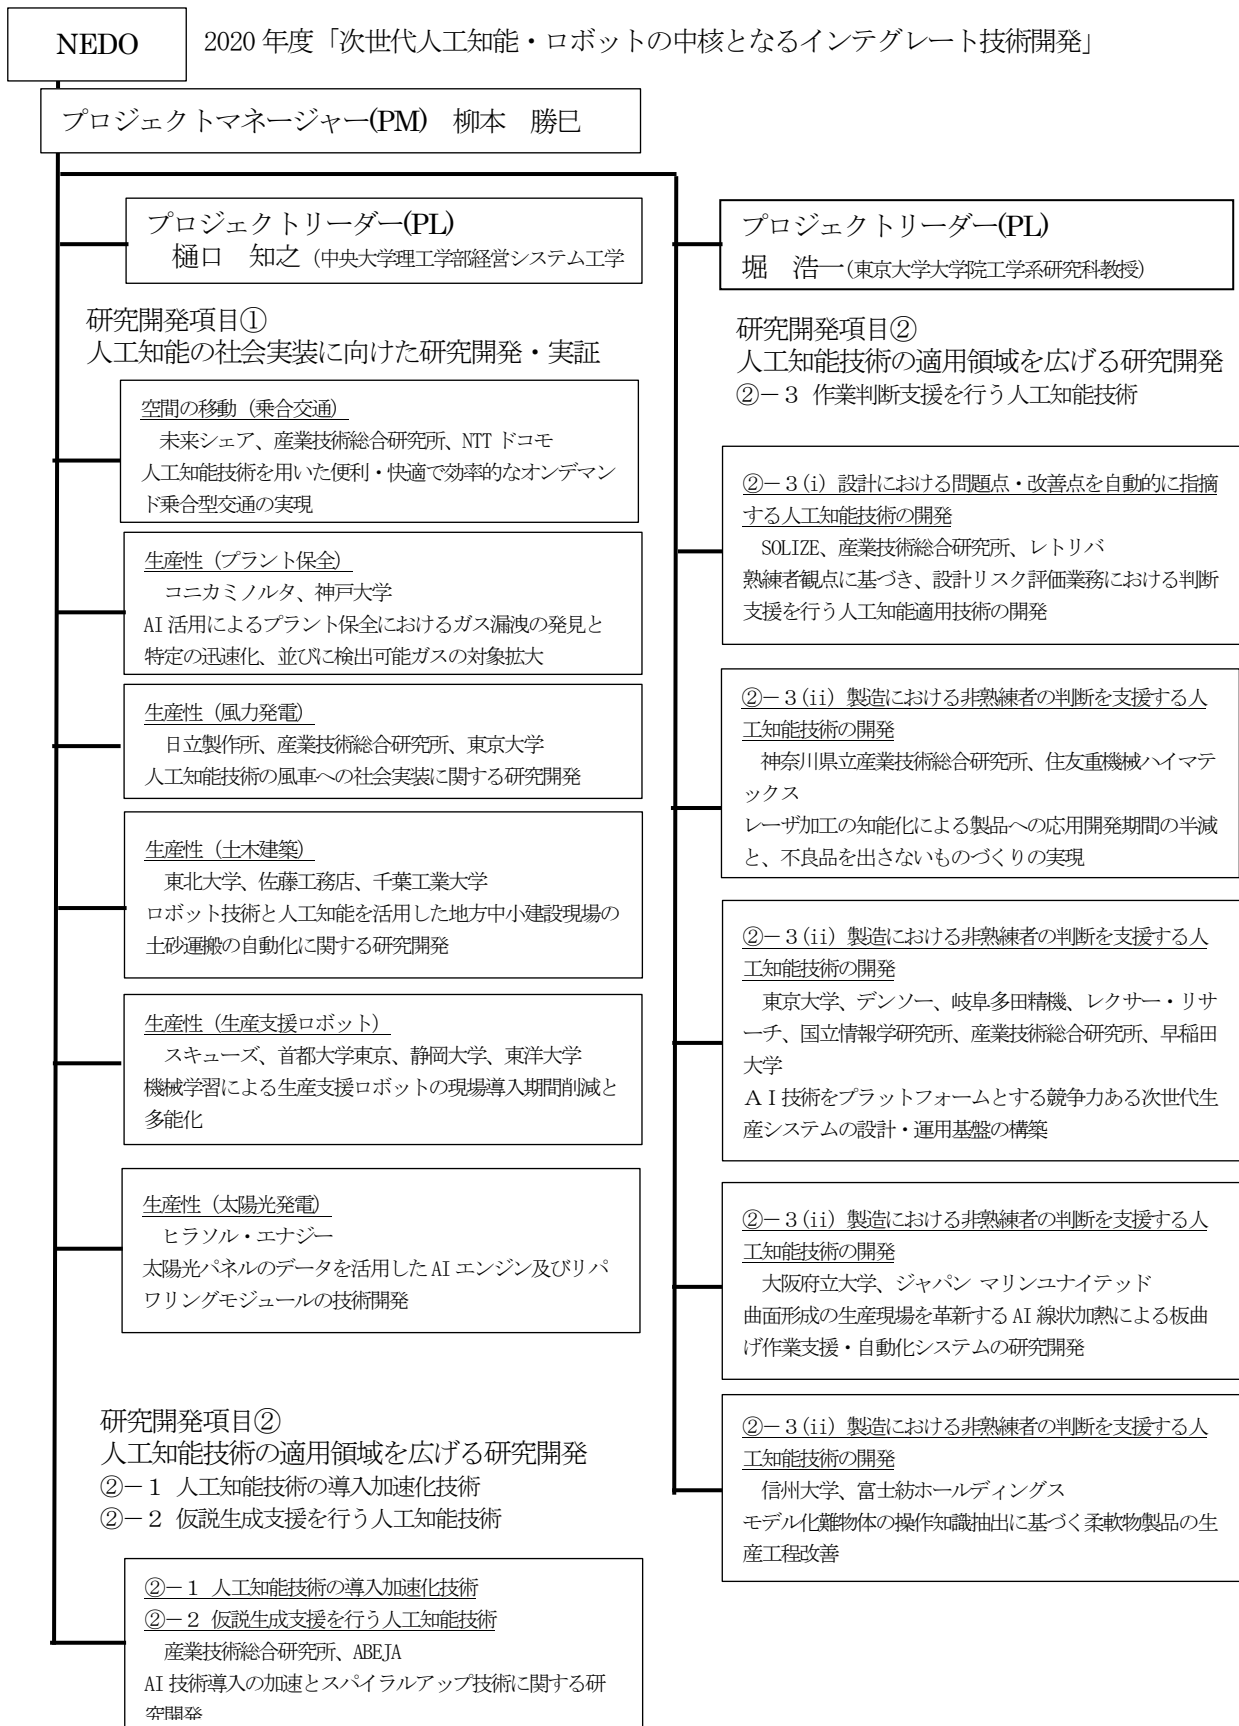 NEDO
2020 年度「次世代人工知能・ロボットの中核となるインテグレート技術開発」
プロジェクトマネージャー(PM) 柳本 勝巳
プロジェクトリーダー(PL)
樋口 知之 (中央大学理工学部経営システム工学
研究開発項目①
人工知能の社会実装に向けた研究開発・実証
空間の移動（乗合交通）
未来シェア、産業技術総合研究所、NTT ドコモ
人工知能技術を用いた便利・快適で効率的なオンデマン
ド乗合型交通の実現
生産性（プラント保全）
コニカミノルタ、神戸大学
AI 活用によるプラント保全におけるガス漏洩の発見と
特定の迅速化、並びに検出可能ガスの対象拡大
生産性（風力発電）
日立製作所、産業技術総合研究所、東京大学
人工知能技術の風車への社会実装に関する研究開発
生産性（土木建築）
東北大学、佐藤工務店、千葉工業大学
ロボット技術と人工知能を活用した地方中小建設現場の
土砂運搬の自動化に関する研究開発
生産性（生産支援ロボット）
スキューズ、首都大学東京、静岡大学、東洋大学
機械学習による生産支援ロボットの現場導入期間削減と
多能化
生産性（太陽光発電）
ヒラソル・エナジー
太陽光パネルのデータを活用した AI エンジン及びリパ
ワリングモジュールの技術開発
研究開発項目②
人工知能技術の適用領域を広げる研究開発
②－１ 人工知能技術の導入加速化技術
②－２ 仮説生成支援を行う人工知能技術
②－１ 人工知能技術の導入加速化技術
②－２ 仮説生成支援を行う人工知能技術
産業技術総合研究所、ABEJA
AI 技術導入の加速とスパイラルアップ技術に関する研
究開発
プロジェクトリーダー(PL)
堀 浩一(東京大学大学院工学系研究科教授)
研究開発項目②
人工知能技術の適用領域を広げる研究開発
②－３ 作業判断支援を行う人工知能技術
②－３(i) 設計における問題点・改善点を自動的に指摘
する人工知能技術の開発
SOLIZE、産業技術総合研究所、レトリバ
熟練者観点に基づき、設計リスク評価業務における判断
支援を行う人工知能適用技術の開発
②－３(ii) 製造における非熟練者の判断を支援する人
工知能技術の開発
神奈川県立産業技術総合研究所、住友重機械ハイマテ
ックス
レーザ加工の知能化による製品への応用開発期間の半減
と、不良品を出さないものづくりの実現
②－３(ii) 製造における非熟練者の判断を支援する人
工知能技術の開発
東京大学、デンソー、岐阜多田精機、レクサー・リサ
ーチ、国立情報学研究所、産業技術総合研究所、早稲田
大学
ＡＩ技術をプラットフォームとする競争力ある次世代生
産システムの設計・運用基盤の構築
②－３(ii) 製造における非熟練者の判断を支援する人
工知能技術の開発
大阪府立大学、ジャパン マリンユナイテッド
曲面形成の生産現場を革新する AI 線状加熱による板曲
げ作業支援・自動化システムの研究開発
②－３(ii) 製造における非熟練者の判断を支援する人
工知能技術の開発
信州大学、富士紡ホールディングス
モデル化難物体の操作知識抽出に基づく柔軟物製品の生
産工程改善